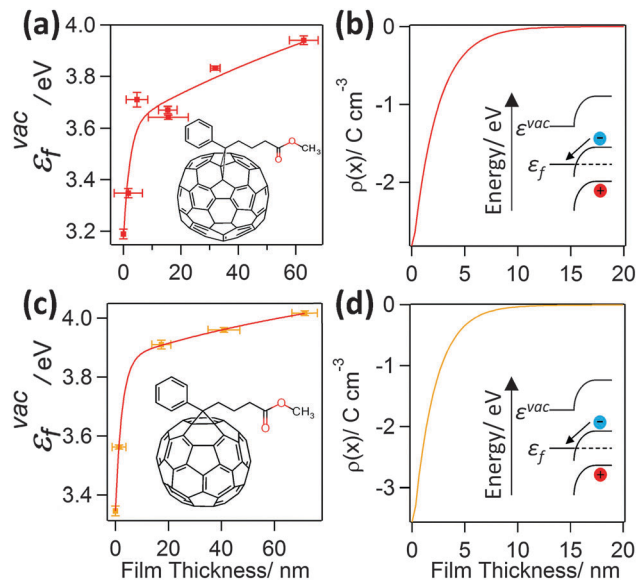 (a)
4.0
3.8
3.6
3.4
3.2
ε_f^vac / eV
O
O
CH₃
0
20
40
60
(b)
0
-1
-2
ρ(x)/ C cm⁻³
Energy/ eV
ε^vac
ε_f
−
+
0
5
10
15
20
(c)
4.0
3.8
3.6
3.4
ε_f^vac / eV
O
O
CH₃
0
20
40
60
Film Thickness/ nm
(d)
0
-1
-2
-3
ρ(x)/ C cm⁻³
Energy/ eV
ε^vac
ε_f
−
+
0
5
10
15
20
Film Thickness/ nm